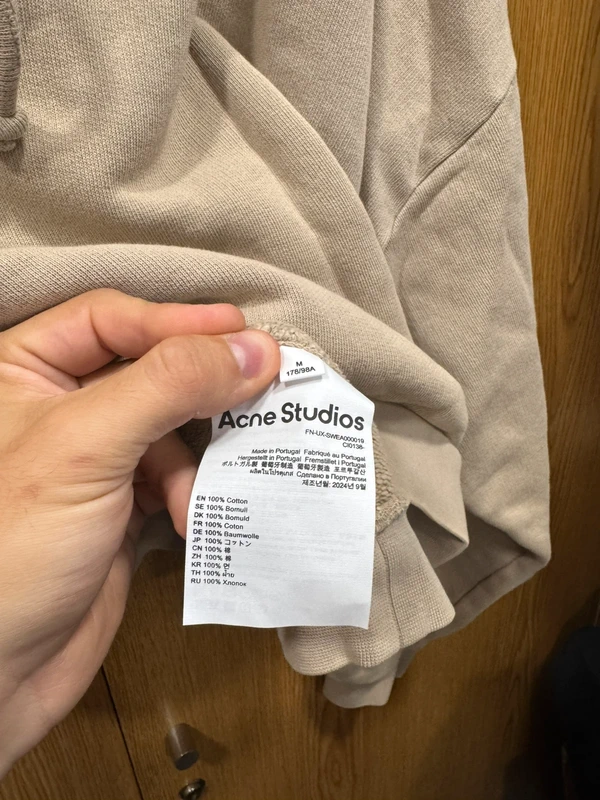 M
178/98A
Acne Studios
FN-UX-SWEA000019
CI0138-
Made in Portugal Fabriqué au Portugal
Hergestellt in Portugal Fremstillet i Portugal
ポルトガル製 葡萄牙制造 葡萄牙製造 포르투갈산
ผลิตในโปรตุเกส Сделано в Португалии
제조년월: 2024년 9월
EN 100% Cotton
SE 100% Bomull
DK 100% Bomuld
FR 100% Coton
DE 100% Baumwolle
JP 100% コットン
CN 100% 棉
ZH 100% 棉
KR 100% 면
TH 100% ฝ้าย
RU 100% Хлопок